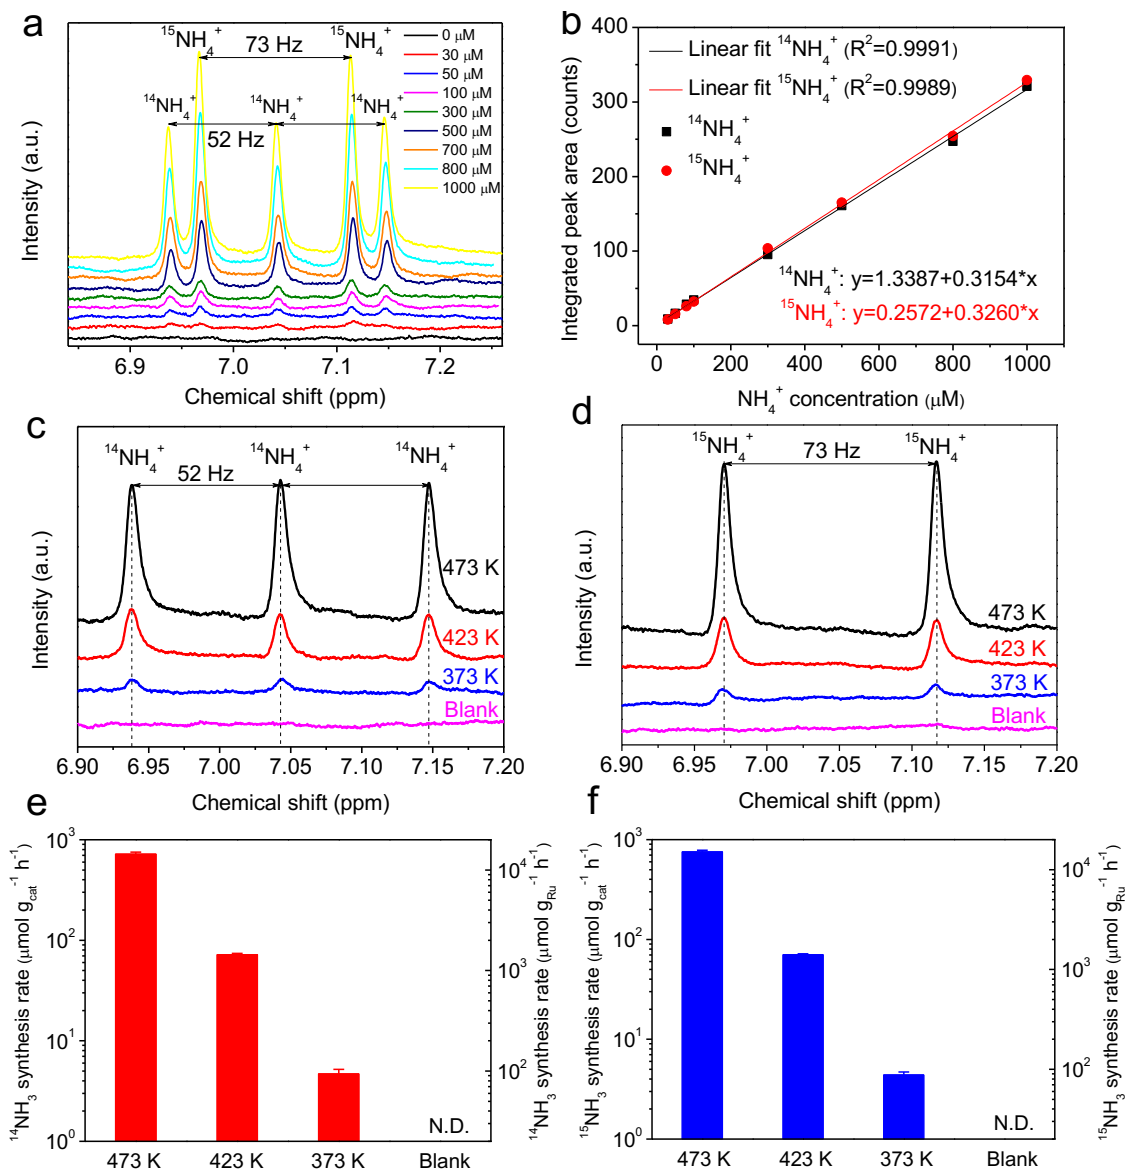 a
¹⁵NH₄⁺
¹⁵NH₄⁺
73 Hz
¹⁴NH₄⁺
¹⁴NH₄⁺
¹⁴NH₄⁺
52 Hz
0 μM
30 μM
50 μM
100 μM
300 μM
500 μM
700 μM
800 μM
1000 μM
Intensity (a.u.)
6.9 7.0 7.1 7.2
Chemical shift (ppm)
b
Linear fit ¹⁴NH₄⁺ (R²=0.9991)
Linear fit ¹⁵NH₄⁺ (R²=0.9989)
¹⁴NH₄⁺
¹⁵NH₄⁺
¹⁴NH₄⁺: y=1.3387+0.3154*x
¹⁵NH₄⁺: y=0.2572+0.3260*x
Integrated peak area (counts)
400
300
200
100
0
0 200 400 600 800 1000
NH₄⁺ concentration (μM)
c
¹⁴NH₄⁺
¹⁴NH₄⁺
¹⁴NH₄⁺
52 Hz
473 K
423 K
373 K
Blank
Intensity (a.u.)
6.90 6.95 7.00 7.05 7.10 7.15 7.20
Chemical shift (ppm)
d
¹⁵NH₄⁺
¹⁵NH₄⁺
73 Hz
473 K
423 K
373 K
Blank
Intensity (a.u.)
6.90 6.95 7.00 7.05 7.10 7.15 7.20
Chemical shift (ppm)
e
¹⁴NH₃ synthesis rate (μmol g_cat⁻¹ h⁻¹)
10³
10²
10¹
10⁰
N.D.
473 K 423 K 373 K Blank
10⁴
10³
10²
¹⁴NH₃ synthesis rate (μmol g_Ru⁻¹ h⁻¹)
f
¹⁵NH₃ synthesis rate (μmol g_cat⁻¹ h⁻¹)
10³
10²
10¹
10⁰
N.D.
473 K 423 K 373 K Blank
10⁴
10³
10²
¹⁵NH₃ synthesis rate (μmol g_Ru⁻¹ h⁻¹)